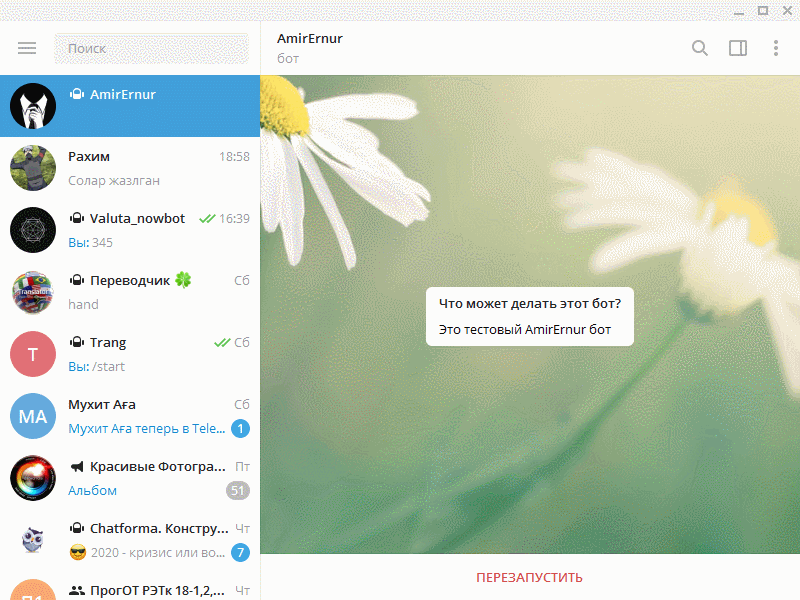 Поиск
AmirErnur
Рахим 18:58
Солар жазлган
Valuta_nowbot 16:39
Вы: 345
Translator
Переводчик 🍀 Сб
hand
T
Trang Сб
Вы: /start
МА
Мухит Аға Сб
Мухит Аға теперь в Tele... 1
Красивые Фотогра... Пт
Альбом 51
Chatforma. Констру... Чт
😎 2020 - кризис или во... 7
ПрогОТ РЭТк 18-1,2,... Чт
AmirErnur
бот
Что может делать этот бот?
Это тестовый AmirErnur бот
ПЕРЕЗАПУСТИТЬ